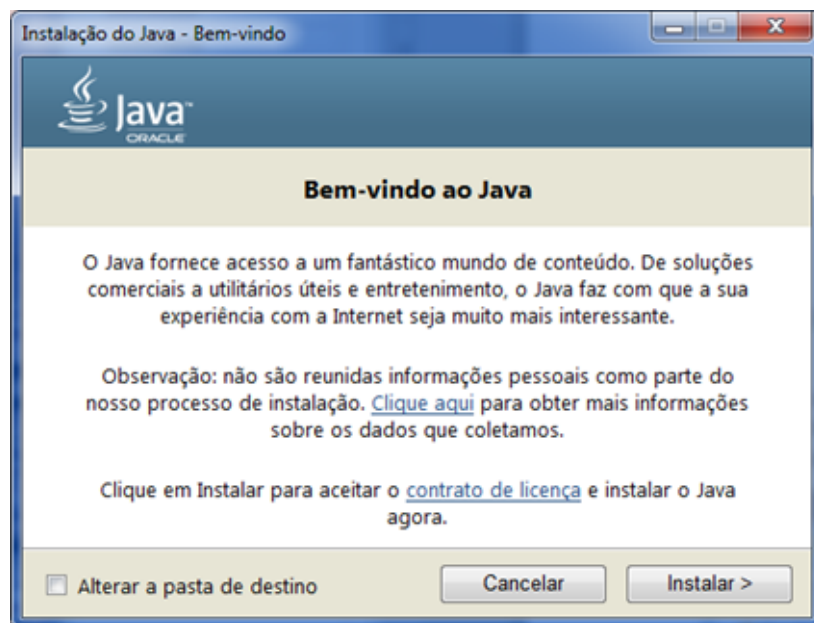 Instalação do Java - Bem-vindo
Java™
ORACLE
Bem-vindo ao Java
O Java fornece acesso a um fantástico mundo de conteúdo. De soluções
comerciais a utilitários úteis e entretenimento, o Java faz com que a sua
experiência com a Internet seja muito mais interessante.
Observação: não são reunidas informações pessoais como parte do
nosso processo de instalação. Clique aqui para obter mais informações
sobre os dados que coletamos.
Clique em Instalar para aceitar o contrato de licença e instalar o Java
agora.
Alterar a pasta de destino
Cancelar
Instalar >